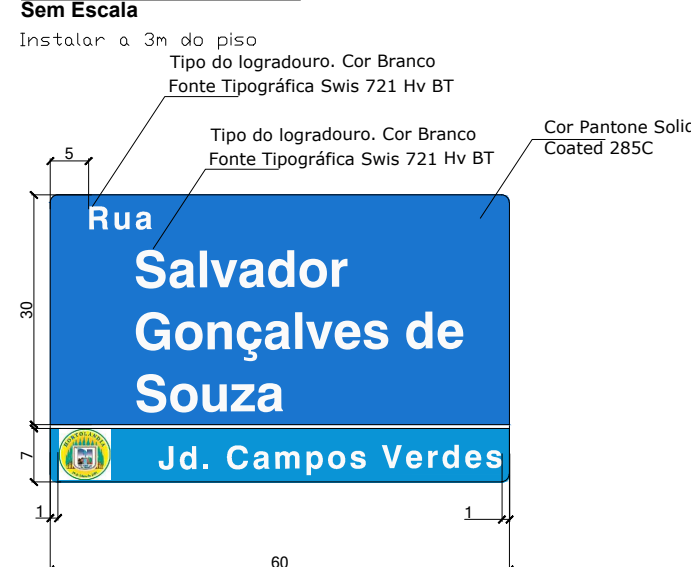 Sem Escala
Instalar a 3m do piso
Tipo do logradouro. Cor Branco
Fonte Tipográfica Swis 721 Hv BT
Tipo do logradouro. Cor Branco
Fonte Tipográfica Swis 721 Hv BT
Cor Pantone Solid
Coated 285C
5
Rua
Salvador
Gonçalves de
Souza
30
HORTOLÂNDIA
Jd. Campos Verdes
7
1
1
60